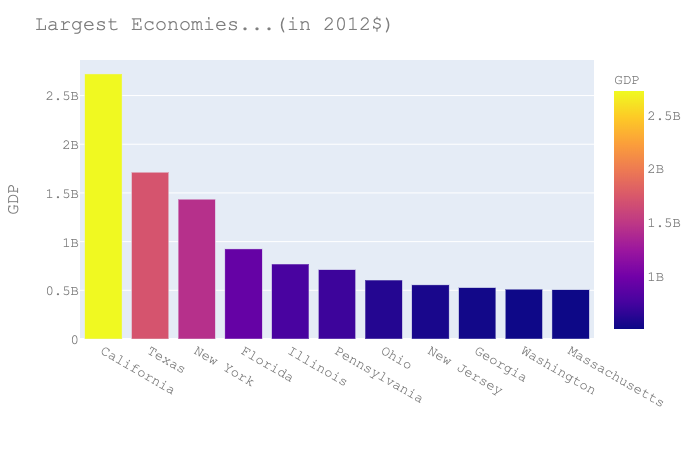 Largest Economies...(in 2012$)
GDP
2.5B
2B
1.5B
1B
0.5B
0
California
Texas
New York
Florida
Illinois
Pennsylvania
Ohio
New Jersey
Georgia
Washington
Massachusetts
GDP
2.5B
2B
1.5B
1B